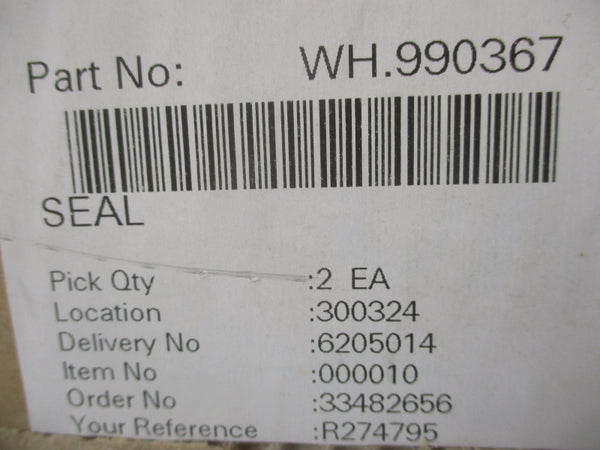 Part No: WH.990367
SEAL
Pick Qty :2 EA
Location :300324
Delivery No :6205014
Item No :000010
Order No :33482656
Your Reference :R274795